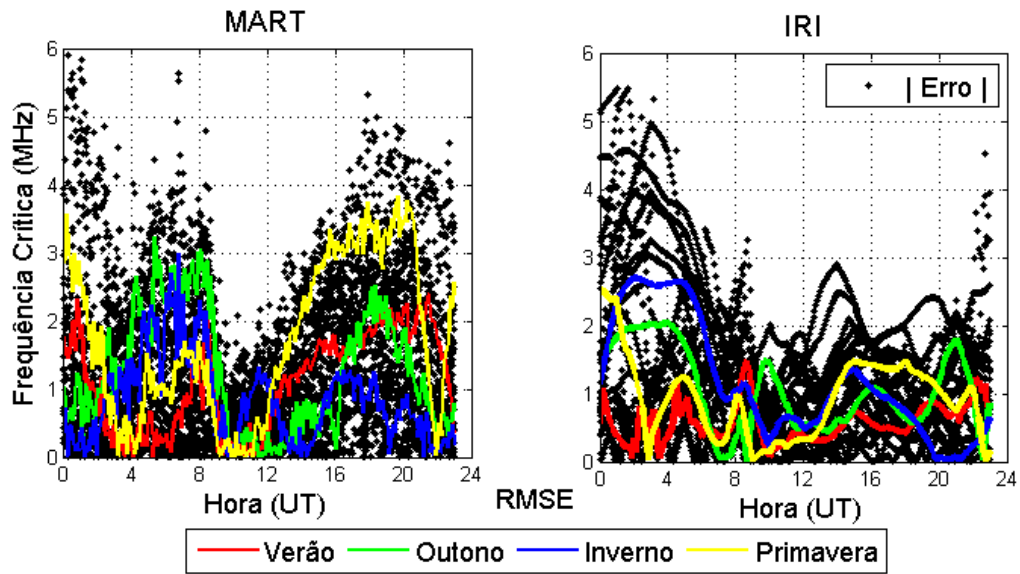 MART
IRI
Frequência Crítica (MHz)
6
5
4
3
2
1
0
0 4 8 12 16 20 24
Hora (UT)
6
5
4
3
2
1
0
0 4 8 12 16 20 24
Hora (UT)
| Erro |
RMSE
Verão Outono Inverno Primavera